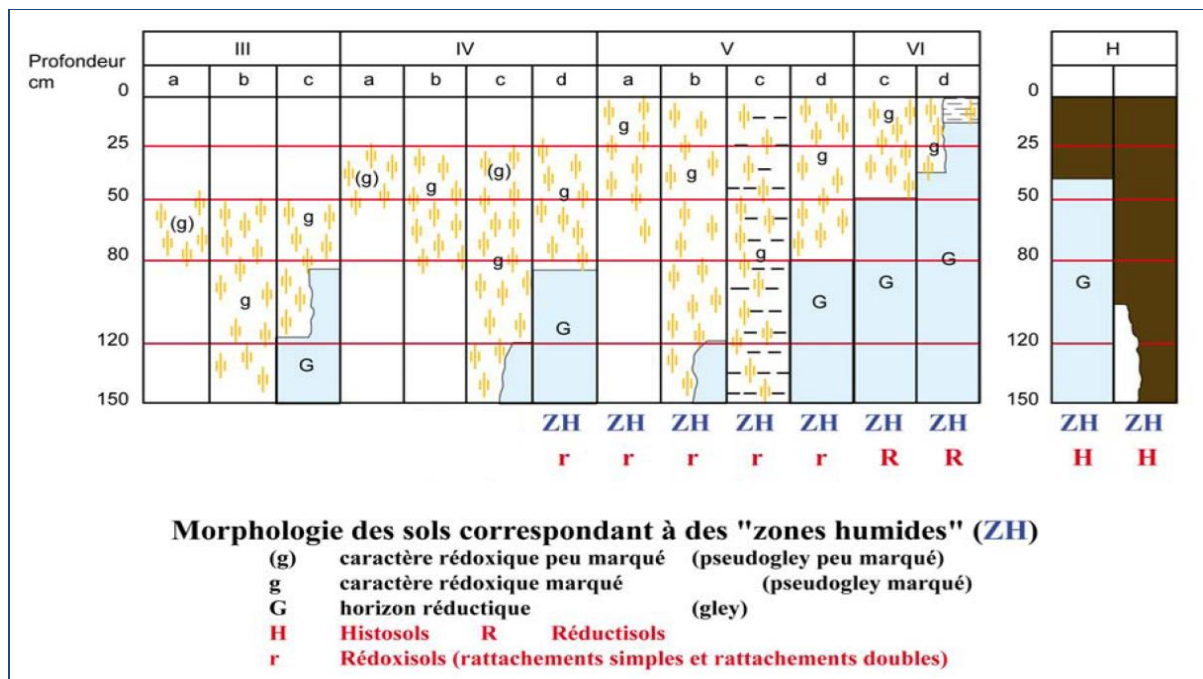 III IV V VI H
Profondeur
cm
a b c a b c d a b c d c d
0 0
g g g
25 25
(g) g (g) g g g g
50 50
(g) g
80 g g G 80
g G G G G
G
120 G 120
150 150
ZH ZH ZH ZH ZH ZH ZH ZH ZH
r r r r r R R H H
Morphologie des sols correspondant à des "zones humides" (ZH)
(g) caractère rédoxique peu marqué (pseudogley peu marqué)
g caractère rédoxique marqué (pseudogley marqué)
G horizon réductique (gley)
H Histosols R Réductisols
r Rédoxisols (rattachements simples et rattachements doubles)